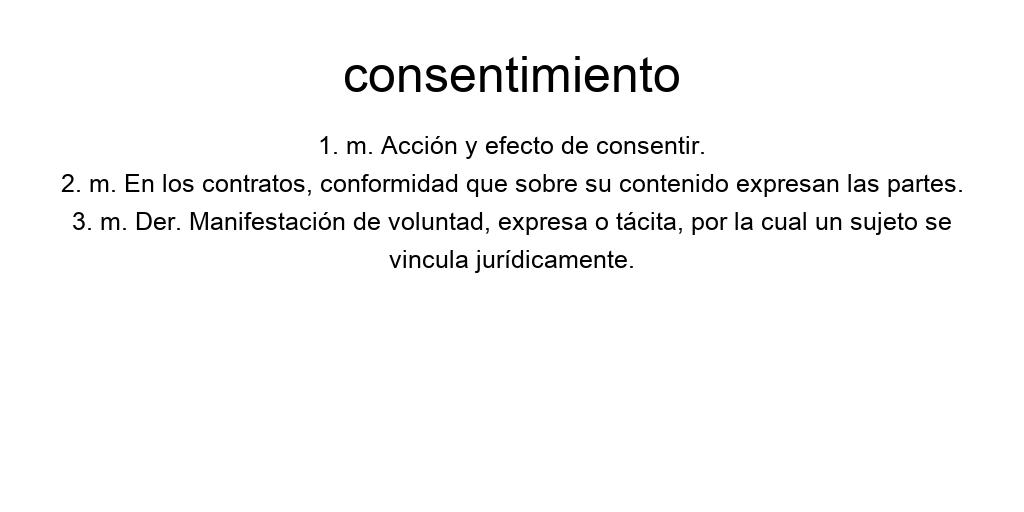 consentimiento
1. m. Acción y efecto de consentir.
2. m. En los contratos, conformidad que sobre su contenido expresan las partes.
3. m. Der. Manifestación de voluntad, expresa o tácita, por la cual un sujeto se
vincula jurídicamente.